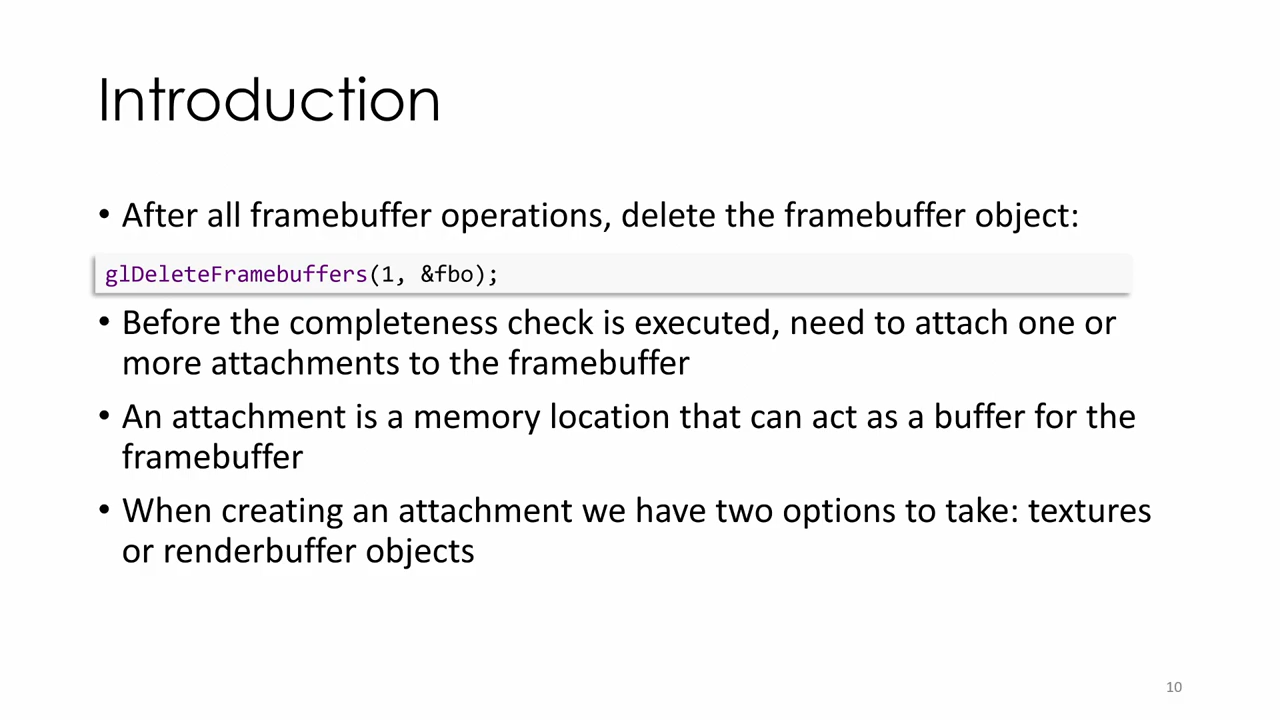 Introduction
• After all framebuffer operations, delete the framebuffer object:
glDeleteFramebuffers(1, &fbo);
• Before the completeness check is executed, need to attach one or
more attachments to the framebuffer
• An attachment is a memory location that can act as a buffer for the
framebuffer
• When creating an attachment we have two options to take: textures
or renderbuffer objects
10